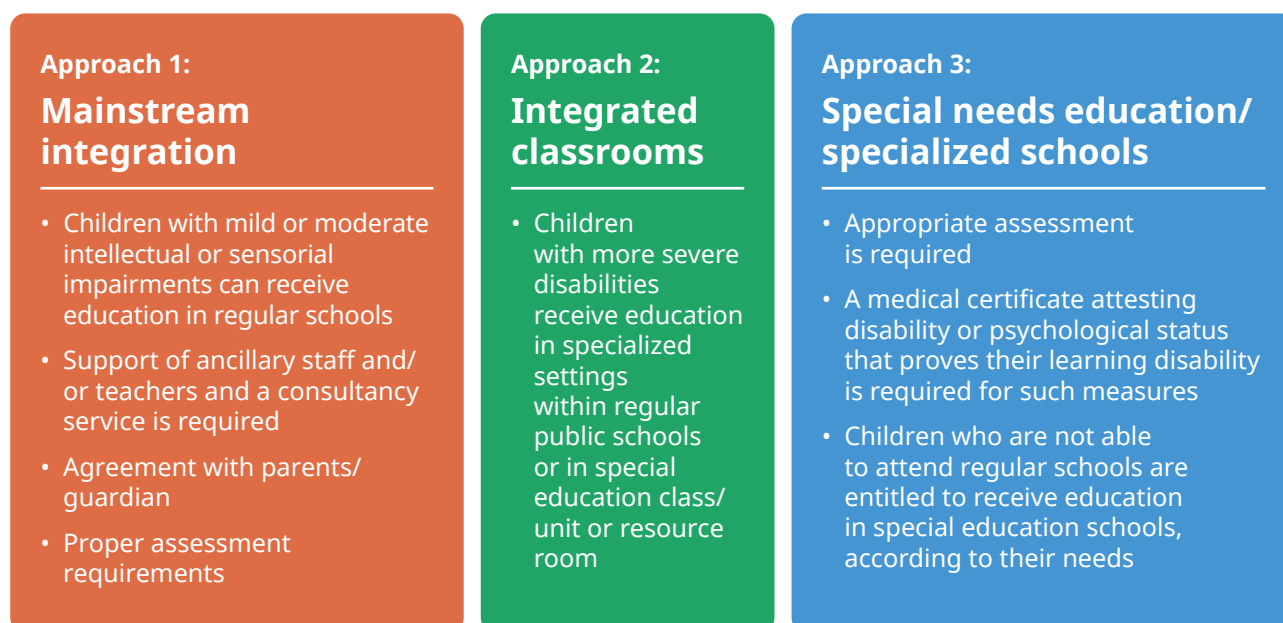 Approach 1:
Mainstream
integration
• Children with mild or moderate
intellectual or sensorial
impairments can receive
education in regular schools
• Support of ancillary staff and/
or teachers and a consultancy
service is required
• Agreement with parents/
guardian
• Proper assessment
requirements
Approach 2:
Integrated
classrooms
• Children
with more severe
disabilities
receive education
in specialized
settings
within regular
public schools
or in special
education class/
unit or resource
room
Approach 3:
Special needs education/
specialized schools
• Appropriate assessment
is required
• A medical certificate attesting
disability or psychological status
that proves their learning disability
is required for such measures
• Children who are not able
to attend regular schools are
entitled to receive education
in special education schools,
according to their needs